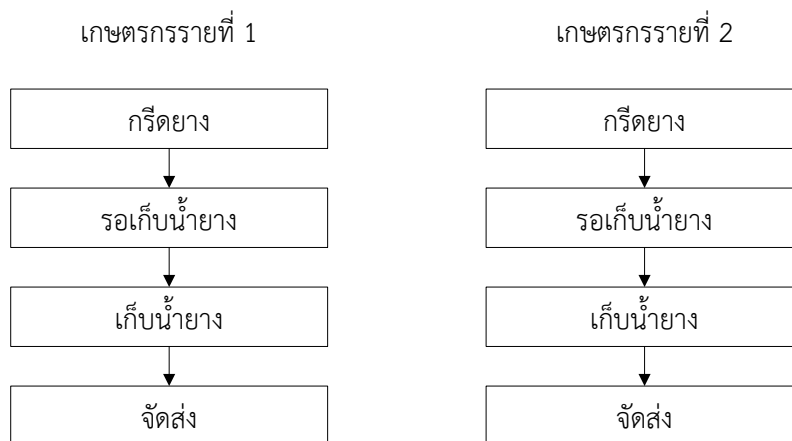 เกษตรกรรายที่ 1
เกษตรกรรายที่ 2
กรีดยาง
กรีดยาง
รอเก็บน้ำยาง
รอเก็บน้ำยาง
เก็บน้ำยาง
เก็บน้ำยาง
จัดส่ง
จัดส่ง